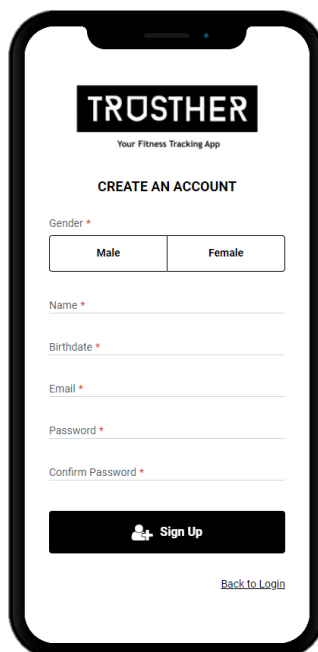 TRUSTHER
Your Fitness Tracking App
CREATE AN ACCOUNT
Gender *
Male Female
Name *
Birthdate *
Email *
Password *
Confirm Password *
Sign Up
Back to Login